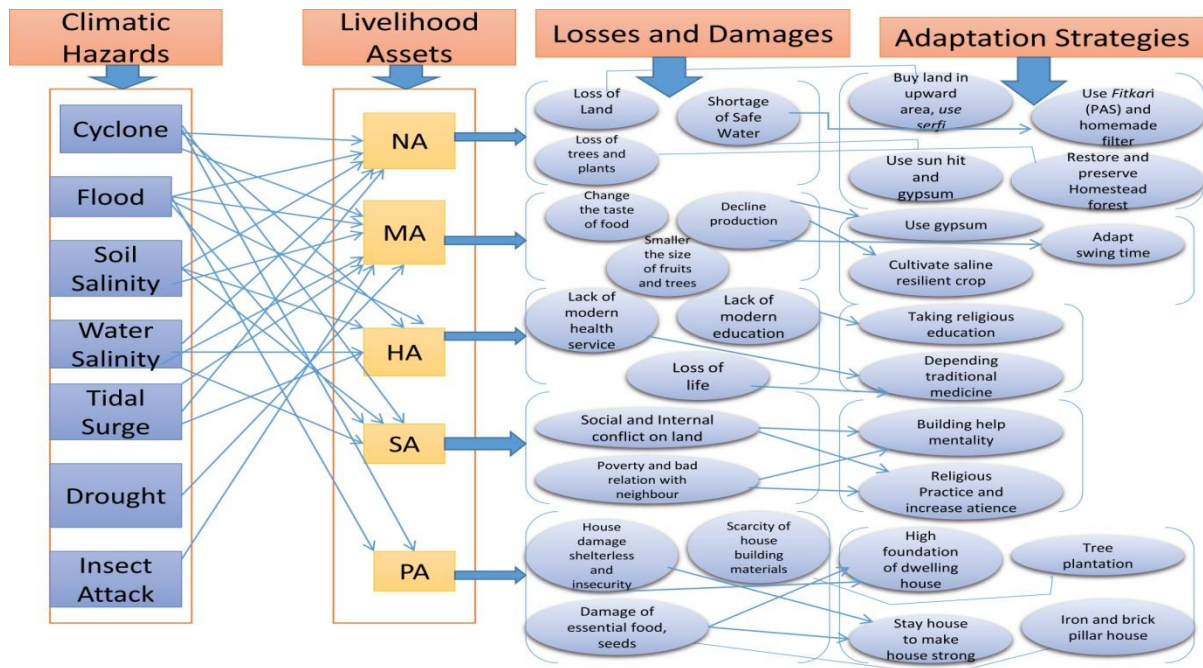 Climatic
Hazards
Livelihood
Assets
Losses and Damages
Adaptation Strategies
Cyclone
Flood
Soil
Salinity
Water
Salinity
Tidal
Surge
Drought
Insect
Attack
NA
MA
HA
SA
PA
Loss of
Land
Shortage
of Safe
Water
Loss of
trees and
plants
Change
the taste
of food
Decline
production
Smaller
the size
of fruits
and trees
Lack of
modern
health
service
Lack of
modern
education
Loss of
life
Social and Internal
conflict on land
Poverty and bad
relation with
neighbour
House
damage
shelterless
and
insecurity
Scarcity of
house
building
materials
Damage of
essential food,
seeds
Buy land in
upward
area, use
serfi
Use Fitkari
(PAS) and
homemade
filter
Use sun hit
and
gypsum
Restore and
preserve
Homestead
forest
Use gypsum
Adapt
swing time
Cultivate saline
resilient crop
Taking religious
education
Depending
traditional
medicine
Building help
mentality
Religious
Practice and
increase atience
High
foundation
of dwelling
house
Tree
plantation
Stay house
to make
house strong
Iron and brick
pillar house